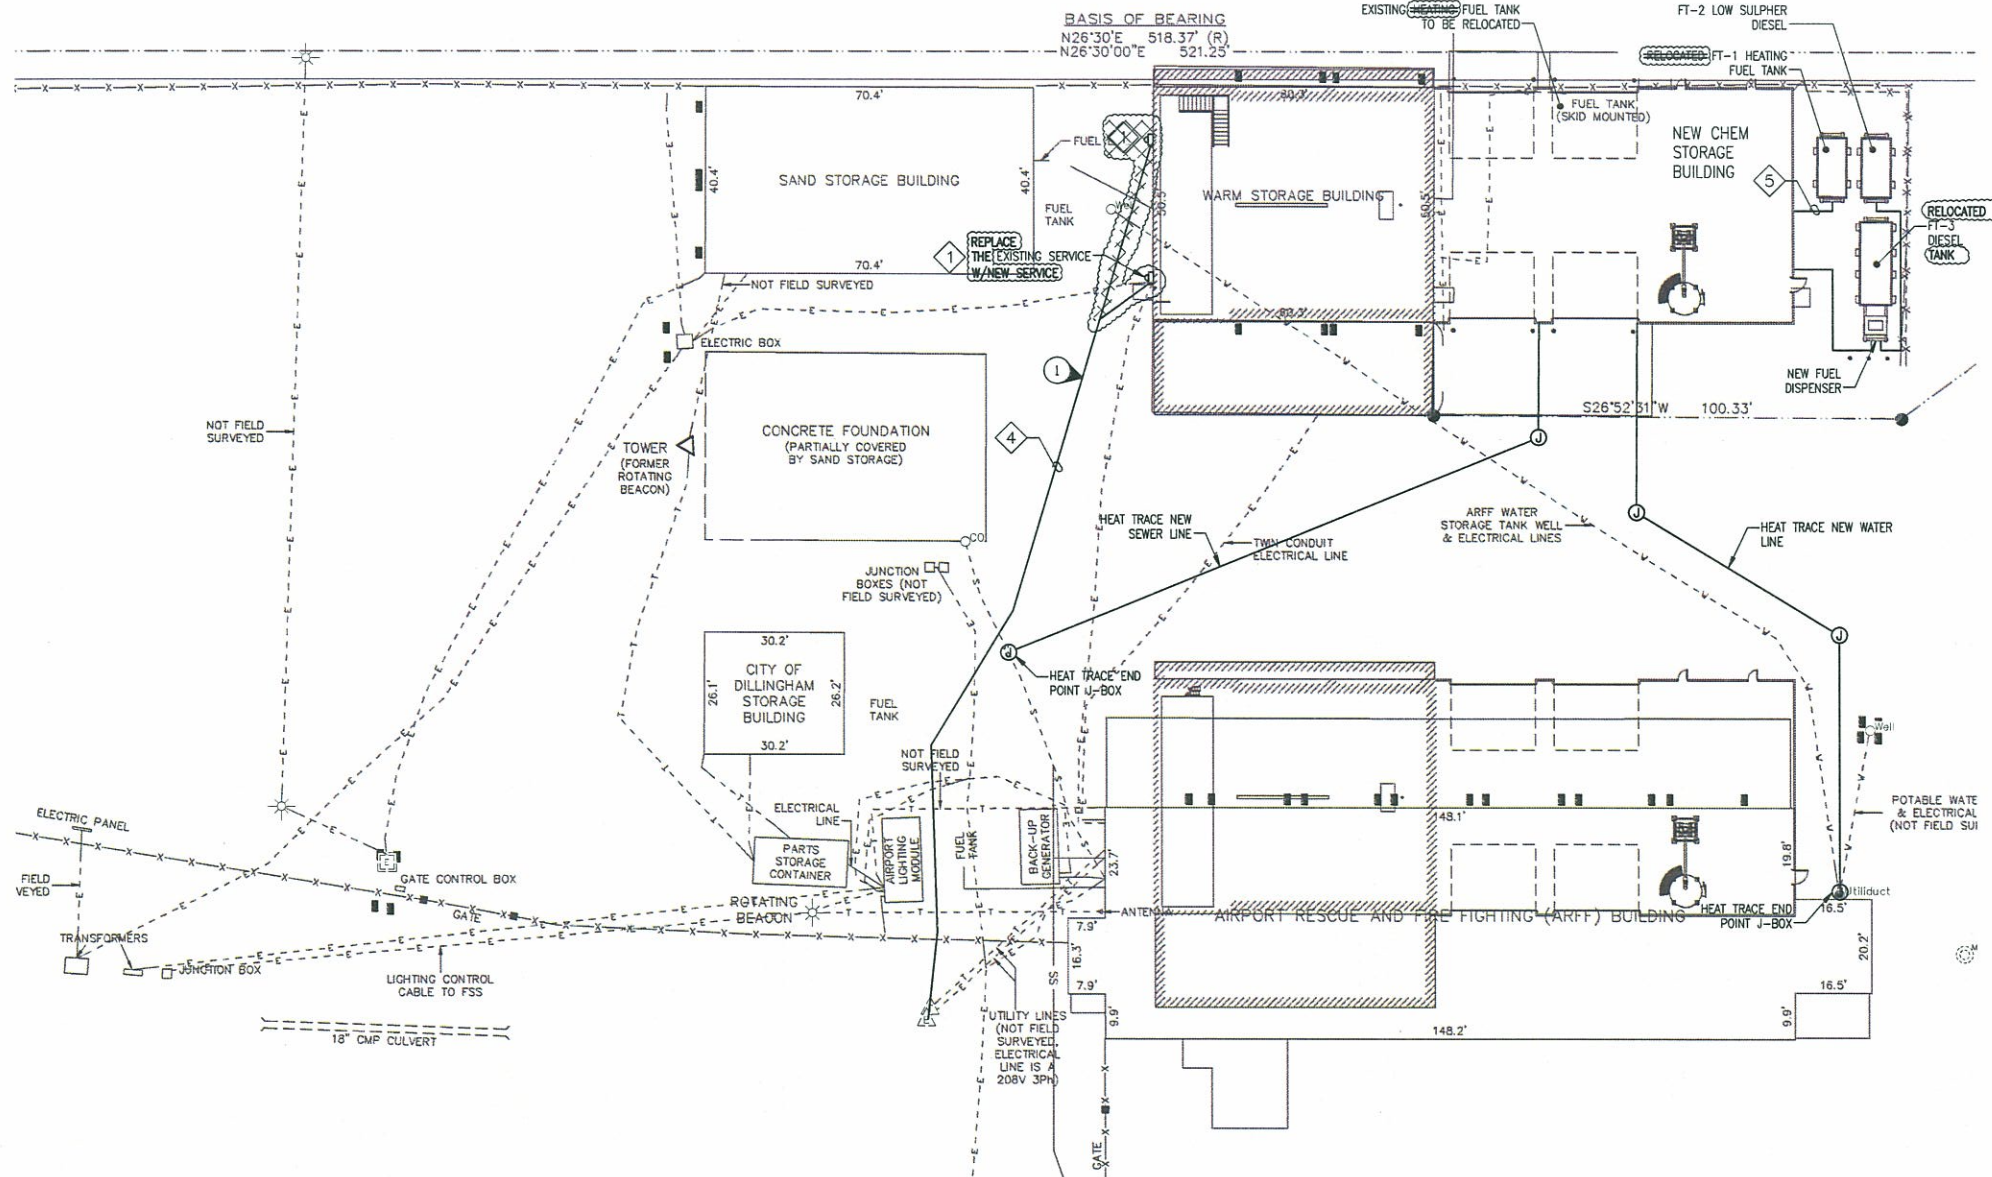 BASIS OF BEARING
N26°30'E 518.37' (R)
N26°30'00"E 521.25'
EXISTING HEATING FUEL TANK
TO BE RELOCATED
FT-2 LOW SULPHER
DIESEL
RELOCATED FT-1 HEATING
FUEL TANK
70.4'
40.4'
40.4'
70.4'
SAND STORAGE BUILDING
FUEL
FUEL
TANK
1
REPLACE
THE EXISTING SERVICE
W/NEW SERVICE
1
Well
WARM STORAGE BUILDING
80.3'
50.5'
60.5'
80.3'
FUEL TANK
(SKID MOUNTED)
NEW CHEM
STORAGE
BUILDING
5
RELOCATED
FT-3
DIESEL
TANK
NEW FUEL
DISPENSER
S26°52'31"W 100.33'
NOT FIELD SURVEYED
ELECTRIC BOX
NOT FIELD
SURVEYED
TOWER
(FORMER
ROTATING
BEACON)
CONCRETE FOUNDATION
(PARTIALLY COVERED
BY SAND STORAGE)
1
4
CO
HEAT TRACE NEW
SEWER LINE
TWIN CONDUIT
ELECTRICAL LINE
ARFF WATER
STORAGE TANK WELL
& ELECTRICAL LINES
HEAT TRACE NEW WATER
LINE
J
J
J
J
JUNCTION
BOXES (NOT
FIELD SURVEYED)
HEAT TRACE END
POINT J-BOX
30.2'
26.1'
26.2'
30.2'
CITY OF
DILLINGHAM
STORAGE
BUILDING
FUEL
TANK
NOT FIELD
SURVEYED
ELECTRICAL
LINE
PARTS
STORAGE
CONTAINER
AIRPORT
LIGHTING
MODULE
FUEL
TANK
BACK-UP
GENERATOR
23.7'
148.1'
19.8'
Well
POTABLE WATE
& ELECTRICAL
(NOT FIELD SUI
ELECTRIC PANEL
FIELD
VEYED
GATE CONTROL BOX
GATE
ROTATING
BEACON
ANTENNA
AIRPORT RESCUE AND FIRE FIGHTING (ARFF) BUILDING
HEAT TRACE END
POINT J-BOX
Utiliduct
16.5'
20.2'
16.5'
9.9'
TRANSFORMERS
JUNCTION BOX
LIGHTING CONTROL
CABLE TO FSS
18" CMP CULVERT
7.9'
16.3'
7.9'
9.9'
SS
148.2'
UTILITY LINES
(NOT FIELD
SURVEYED.
ELECTRICAL
LINE IS A
208V 3Ph)
GATE
M